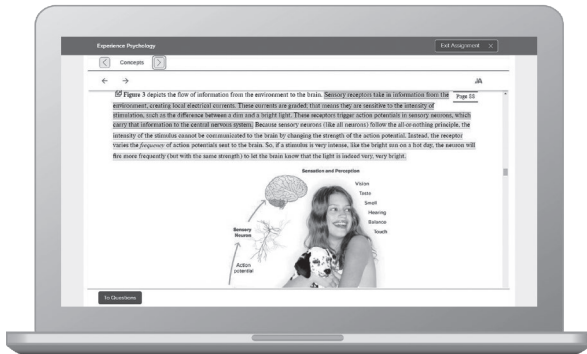 Experience Psychology
Exit Assignment ×
< Concepts >
← →
Figure 3 depicts the flow of information from the environment to the brain. Sensory receptors take in information from the
Page 88
environment, creating local electrical currents. These currents are graded; that means they are sensitive to the intensity of
stimulation, such as the difference between a dim and a bright light. These receptors trigger action potentials in sensory neurons, which
carry that information to the central nervous system. Because sensory neurons (like all neurons) follow the all-or-nothing principle, the
intensity of the stimulus cannot be communicated to the brain by changing the strength of the action potential. Instead, the receptor
varies the frequency of action potentials sent to the brain. So, if a stimulus is very intense, like the bright sun on a hot day, the neuron will
fire more frequently (but with the same strength) to let the brain know that the light is indeed very, very bright.
Sensation and Perception
Vision
Taste
Smell
Hearing
Balance
Touch
Sensory
Neuron
Action
potential
To Questions